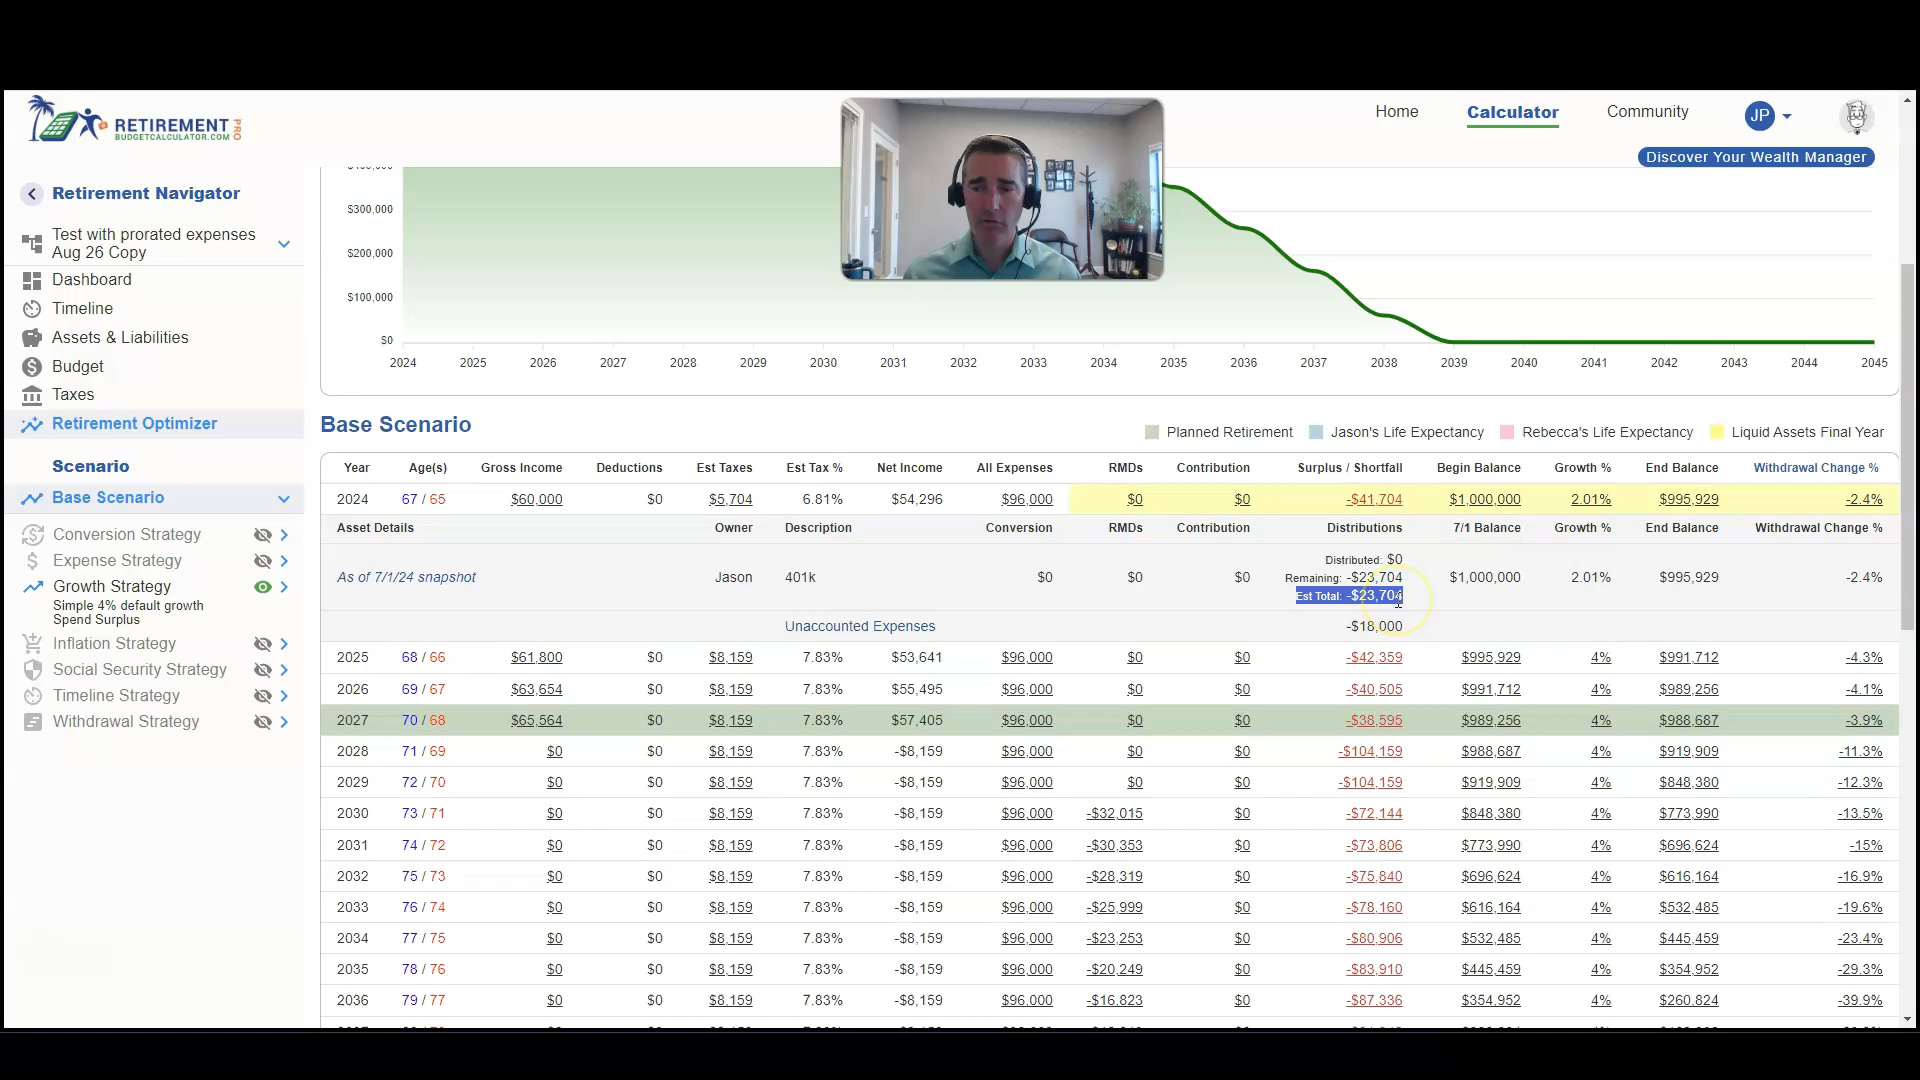 RETIREMENT PRO
BUDGETCALCULATOR.COM
Home
Calculator
Community
JP
Discover Your Wealth Manager
Retirement Navigator
Test with prorated expenses
Aug 26 Copy
Dashboard
Timeline
Assets & Liabilities
Budget
Taxes
Retirement Optimizer
Scenario
Base Scenario
Conversion Strategy
Expense Strategy
Growth Strategy
Simple 4% default growth
Spend Surplus
Inflation Strategy
Social Security Strategy
Timeline Strategy
Withdrawal Strategy
$300,000
$200,000
$100,000
$0
2024 2025 2026 2027 2028 2029 2030 2031 2032 2033 2034 2035 2036 2037 2038 2039 2040 2041 2042 2043 2044 2045
Base Scenario
Planned Retirement Jason's Life Expectancy Rebecca's Life Expectancy Liquid Assets Final Year
Year Age(s) Gross Income Deductions Est Taxes Est Tax % Net Income All Expenses RMDs Contribution Surplus / Shortfall Begin Balance Growth % End Balance Withdrawal Change %
2024 67 / 65 $60,000 $0 $5,704 6.81% $54,296 $96,000 $0 $0 -$41,704 $1,000,000 2.01% $995,929 -2.4%
Asset Details Owner Description Conversion RMDs Contribution Distributions 7/1 Balance Growth % End Balance Withdrawal Change %
Distributed: $0
As of 7/1/24 snapshot Jason 401k $0 $0 $0 Remaining: -$23,704 $1,000,000 2.01% $995,929 -2.4%
Est Total: -$23,704
Unaccounted Expenses -$18,000
2025 68 / 66 $61,800 $0 $8,159 7.83% $53,641 $96,000 $0 $0 -$42,359 $995,929 4% $991,712 -4.3%
2026 69 / 67 $63,654 $0 $8,159 7.83% $55,495 $96,000 $0 $0 -$40,505 $991,712 4% $989,256 -4.1%
2027 70 / 68 $65,564 $0 $8,159 7.83% $57,405 $96,000 $0 $0 -$38,595 $989,256 4% $988,687 -3.9%
2028 71 / 69 $0 $0 $8,159 7.83% -$8,159 $96,000 $0 $0 -$104,159 $988,687 4% $919,909 -11.3%
2029 72 / 70 $0 $0 $8,159 7.83% -$8,159 $96,000 $0 $0 -$104,159 $919,909 4% $848,380 -12.3%
2030 73 / 71 $0 $0 $8,159 7.83% -$8,159 $96,000 -$32,015 $0 -$72,144 $848,380 4% $773,990 -13.5%
2031 74 / 72 $0 $0 $8,159 7.83% -$8,159 $96,000 -$30,353 $0 -$73,806 $773,990 4% $696,624 -15%
2032 75 / 73 $0 $0 $8,159 7.83% -$8,159 $96,000 -$28,319 $0 -$75,840 $696,624 4% $616,164 -16.9%
2033 76 / 74 $0 $0 $8,159 7.83% -$8,159 $96,000 -$25,999 $0 -$78,160 $616,164 4% $532,485 -19.6%
2034 77 / 75 $0 $0 $8,159 7.83% -$8,159 $96,000 -$23,253 $0 -$80,906 $532,485 4% $445,459 -23.4%
2035 78 / 76 $0 $0 $8,159 7.83% -$8,159 $96,000 -$20,249 $0 -$83,910 $445,459 4% $354,952 -29.3%
2036 79 / 77 $0 $0 $8,159 7.83% -$8,159 $96,000 -$16,823 $0 -$87,336 $354,952 4% $260,824 -39.9%